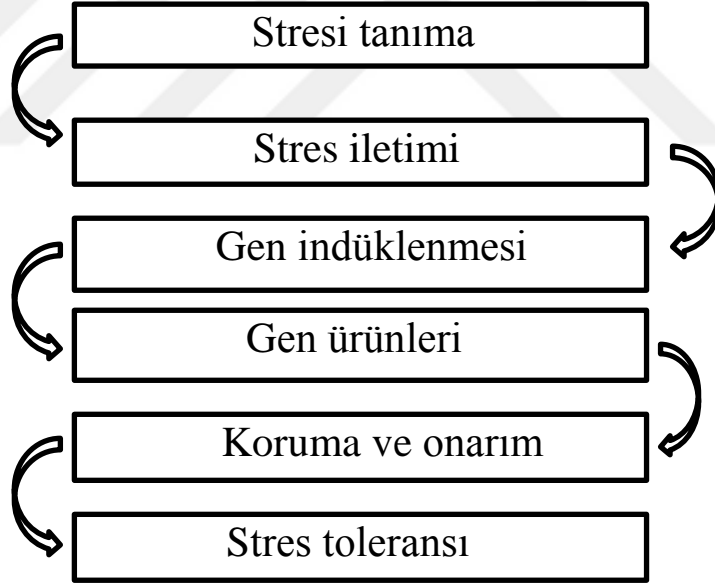 Stresi tanıma
Stres iletimi
Gen indüklenmesi
Gen ürünleri
Koruma ve onarım
Stres toleransı